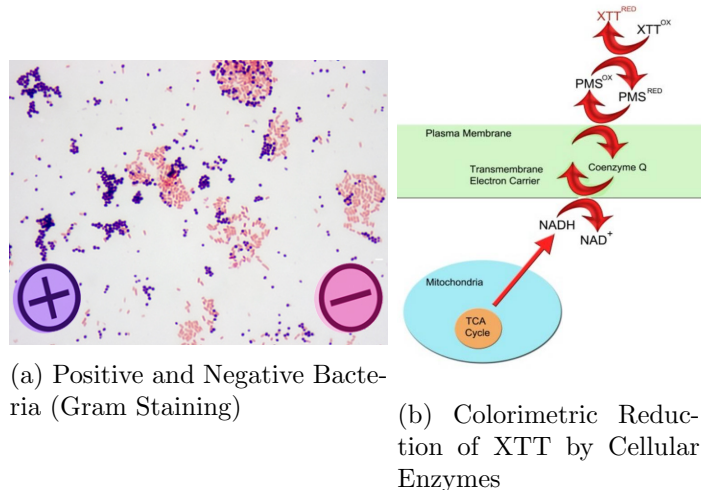 XTT^RED
XTT^OX
PMS^OX
PMS^RED
Plasma Membrane
Transmembrane
Electron Carrier
Coenzyme Q
NADH
NAD^+
Mitochondria
TCA
Cycle
(a) Positive and Negative Bacte-
ria (Gram Staining)
(b) Colorimetric Reduc-
tion of XTT by Cellular
Enzymes